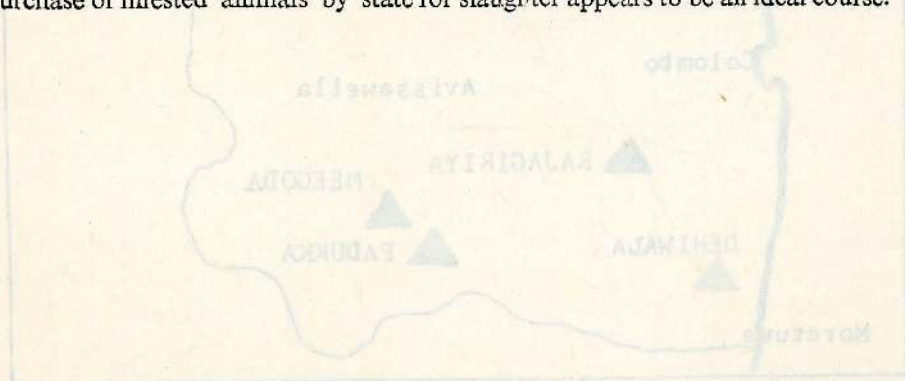 urchase of infested animals by state for slaughter appears to be an ideal course.
Colombo
Avissawella
RAJAGIRIYA
MEEGODA
PADUKKA
DEHIWALA
Moratuwa